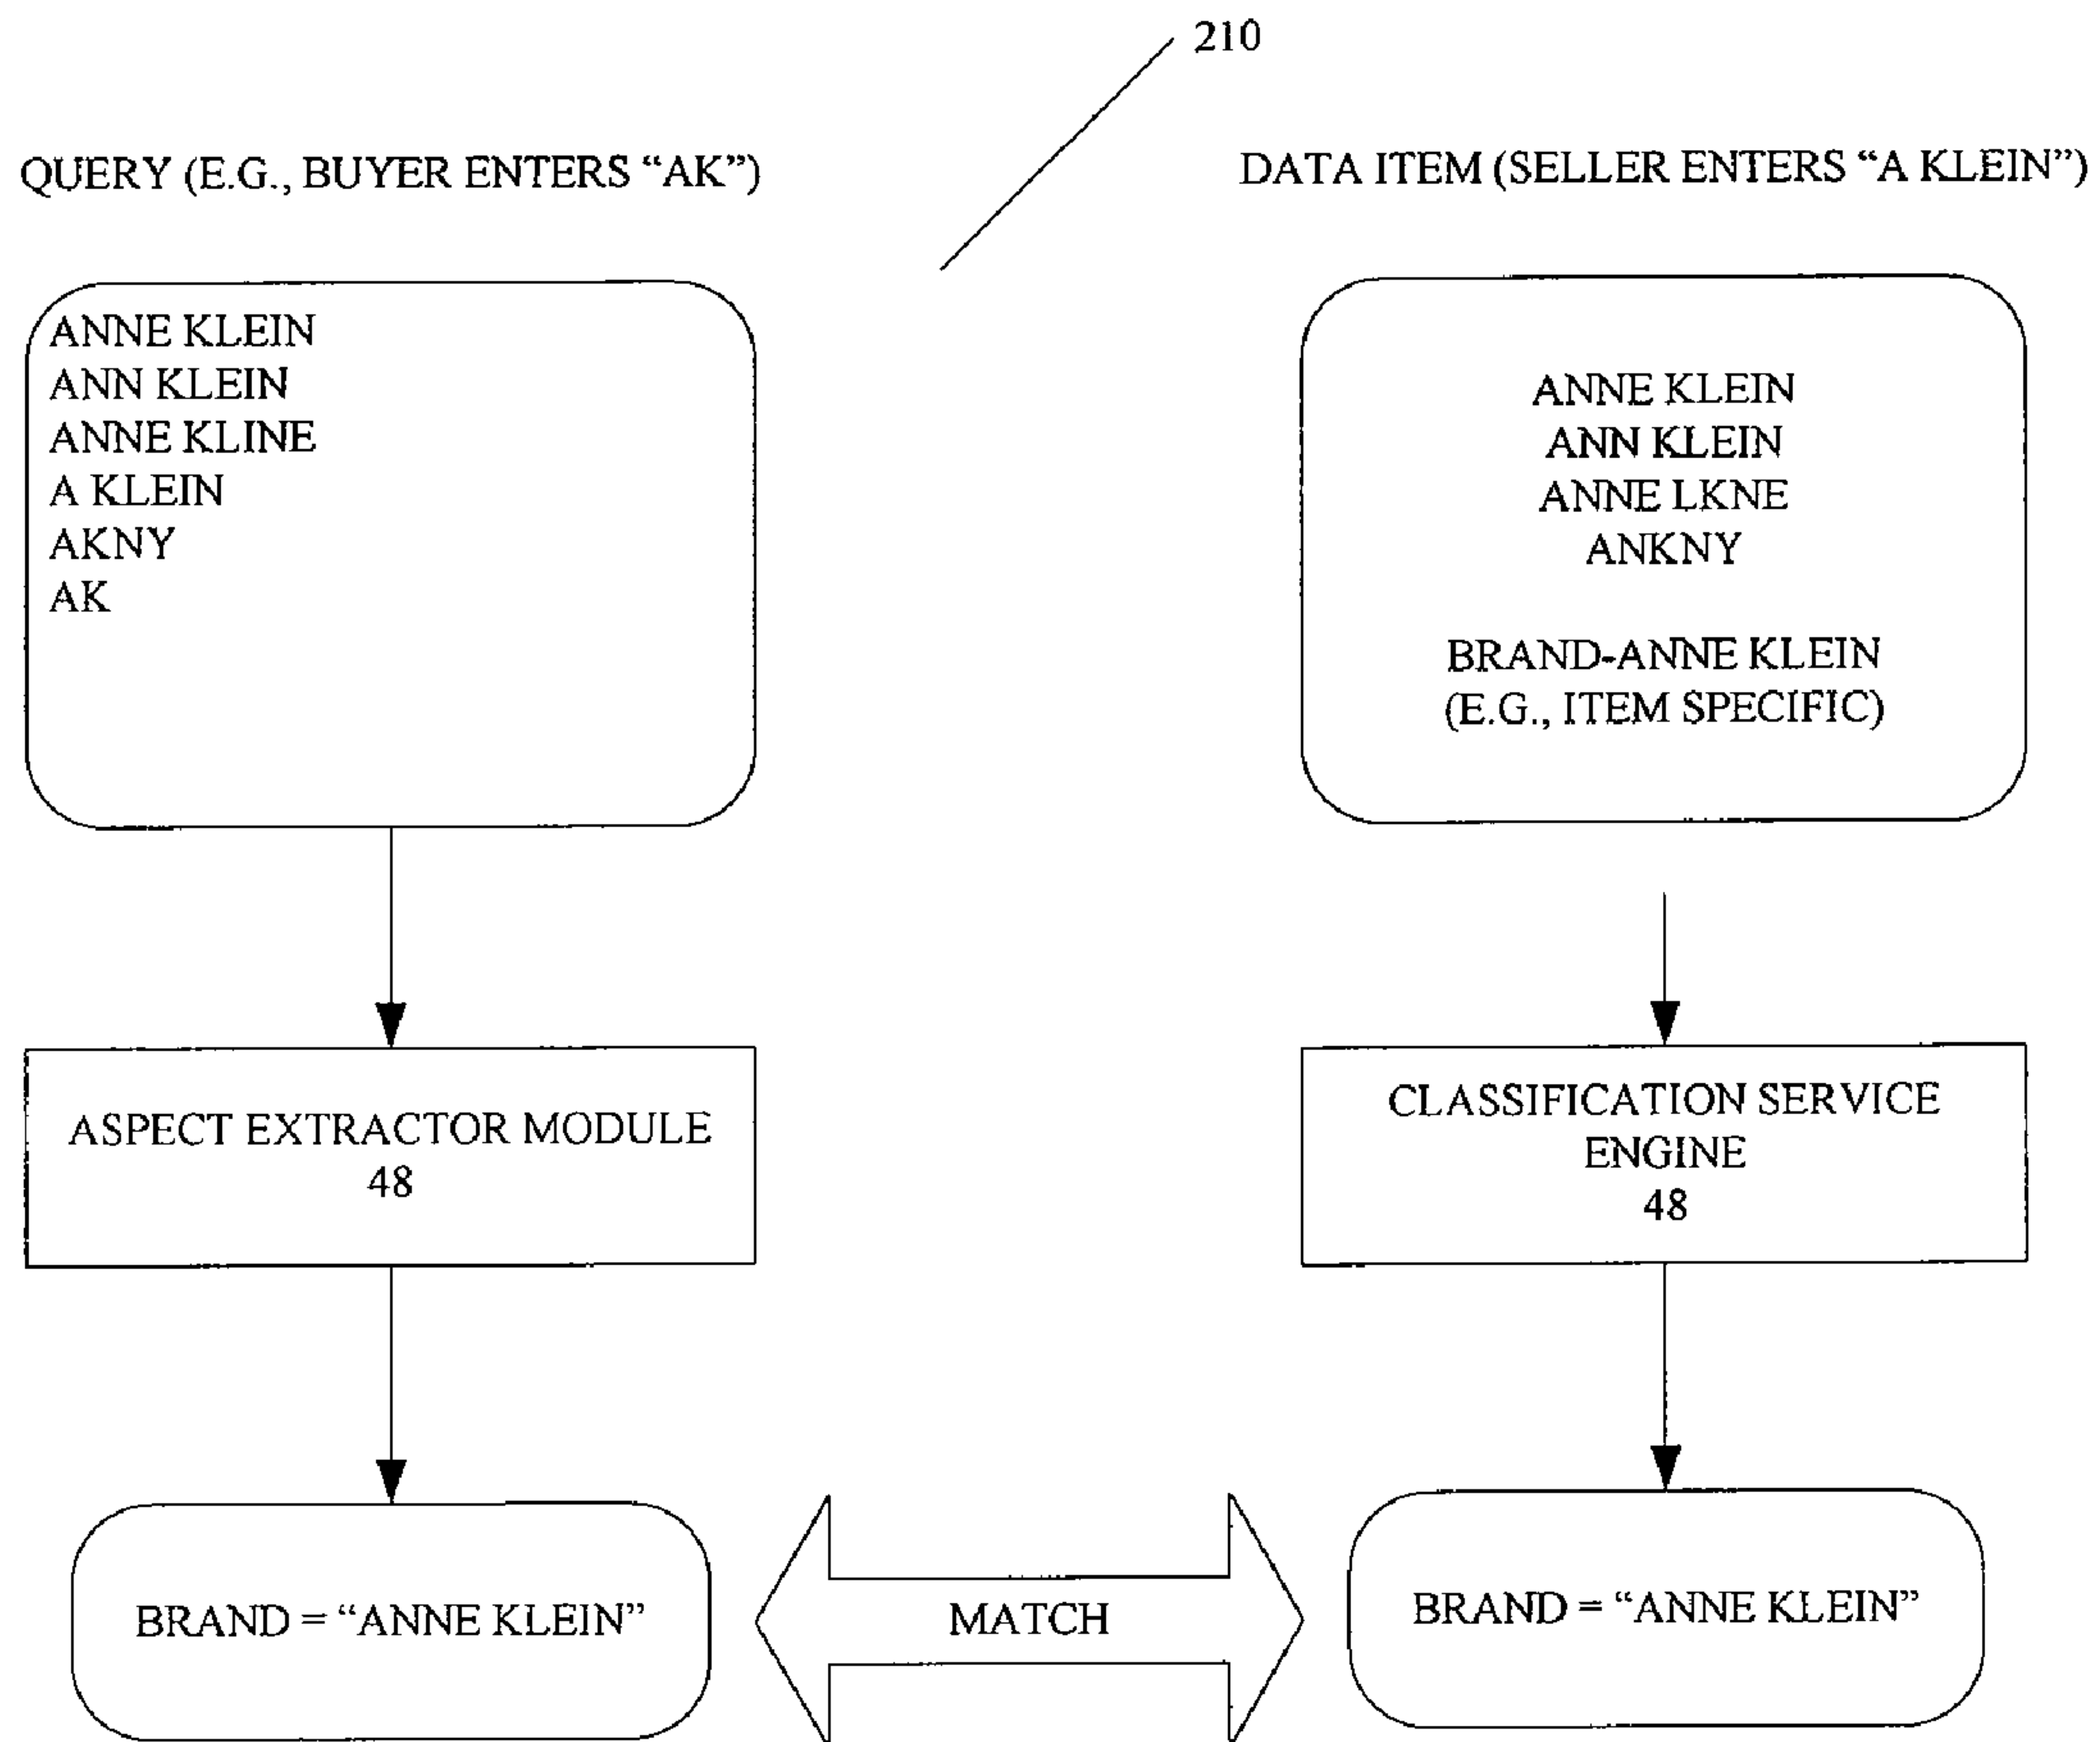 210
QUERY (E.G., BUYER ENTERS “AK”)
DATA ITEM (SELLER ENTERS “A KLEIN”)
ANNE KLEIN
ANN KLEIN
ANNE KLINE
A KLEIN
AKNY
AK
ANNE KLEIN
ANN KLEIN
ANNE LKNE
ANKNY
BRAND-ANNE KLEIN
(E.G., ITEM SPECIFIC)
ASPECT EXTRACTOR MODULE
48
CLASSIFICATION SERVICE
ENGINE
48
BRAND = “ANNE KLEIN”
MATCH
BRAND = “ANNE KLEIN”